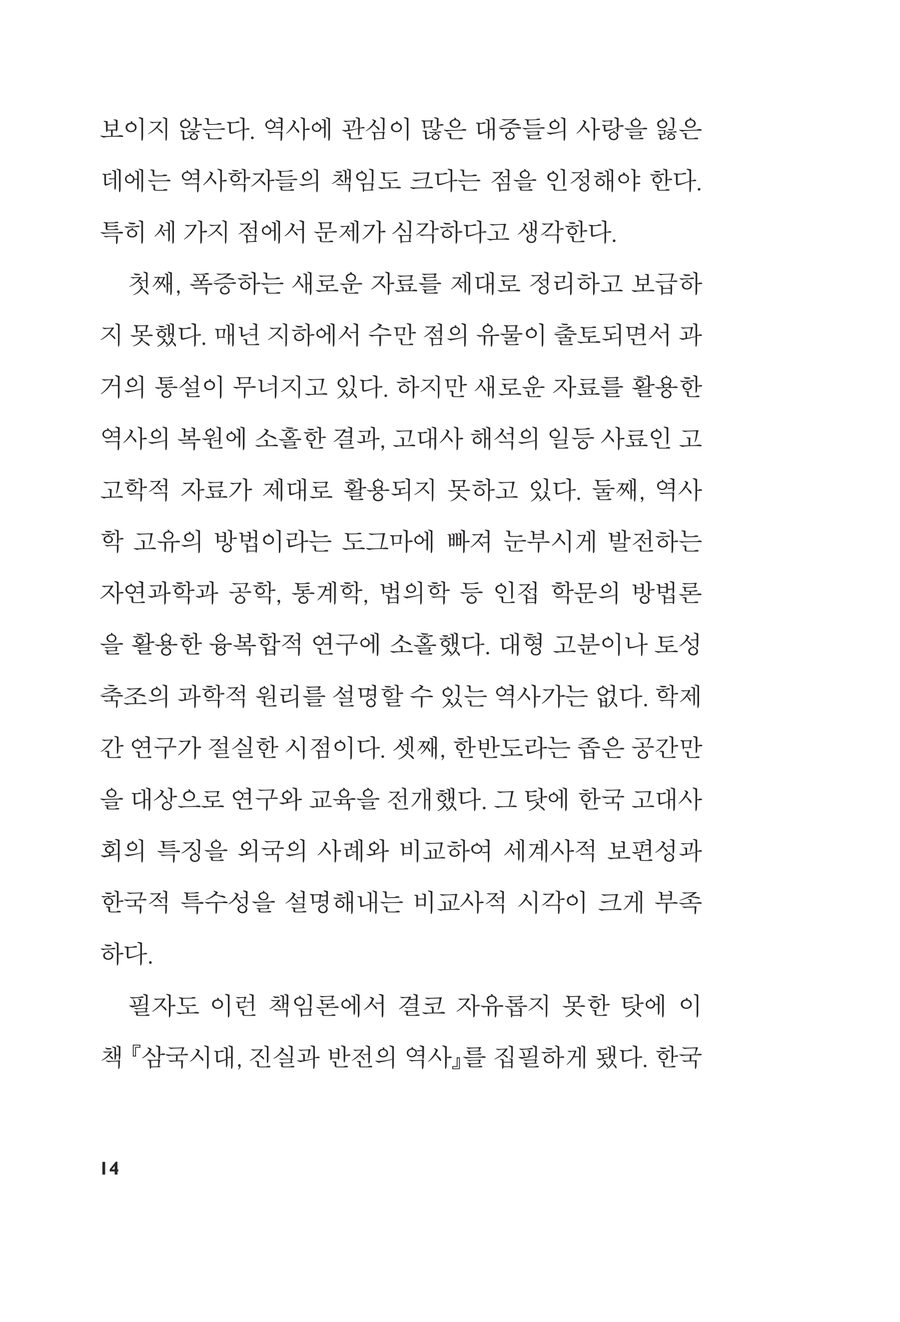 보이지 않는다. 역사에 관심이 많은 대중들의 사랑을 잃은
데에는 역사학자들의 책임도 크다는 점을 인정해야 한다.
특히 세 가지 점에서 문제가 심각하다고 생각한다.
첫째, 폭증하는 새로운 자료를 제대로 정리하고 보급하
지 못했다. 매년 지하에서 수만 점의 유물이 출토되면서 과
거의 통설이 무너지고 있다. 하지만 새로운 자료를 활용한
역사의 복원에 소홀한 결과, 고대사 해석의 일등 사료인 고
고학적 자료가 제대로 활용되지 못하고 있다. 둘째, 역사
학 고유의 방법이라는 도그마에 빠져 눈부시게 발전하는
자연과학과 공학, 통계학, 법의학 등 인접 학문의 방법론
을 활용한 융복합적 연구에 소홀했다. 대형 고분이나 토성
축조의 과학적 원리를 설명할 수 있는 역사가는 없다. 학제
간 연구가 절실한 시점이다. 셋째, 한반도라는 좁은 공간만
을 대상으로 연구와 교육을 전개했다. 그 탓에 한국 고대사
회의 특징을 외국의 사례와 비교하여 세계사적 보편성과
한국적 특수성을 설명해내는 비교사적 시각이 크게 부족
하다.
필자도 이런 책임론에서 결코 자유롭지 못한 탓에 이
책 『삼국시대, 진실과 반전의 역사』를 집필하게 됐다. 한국
14